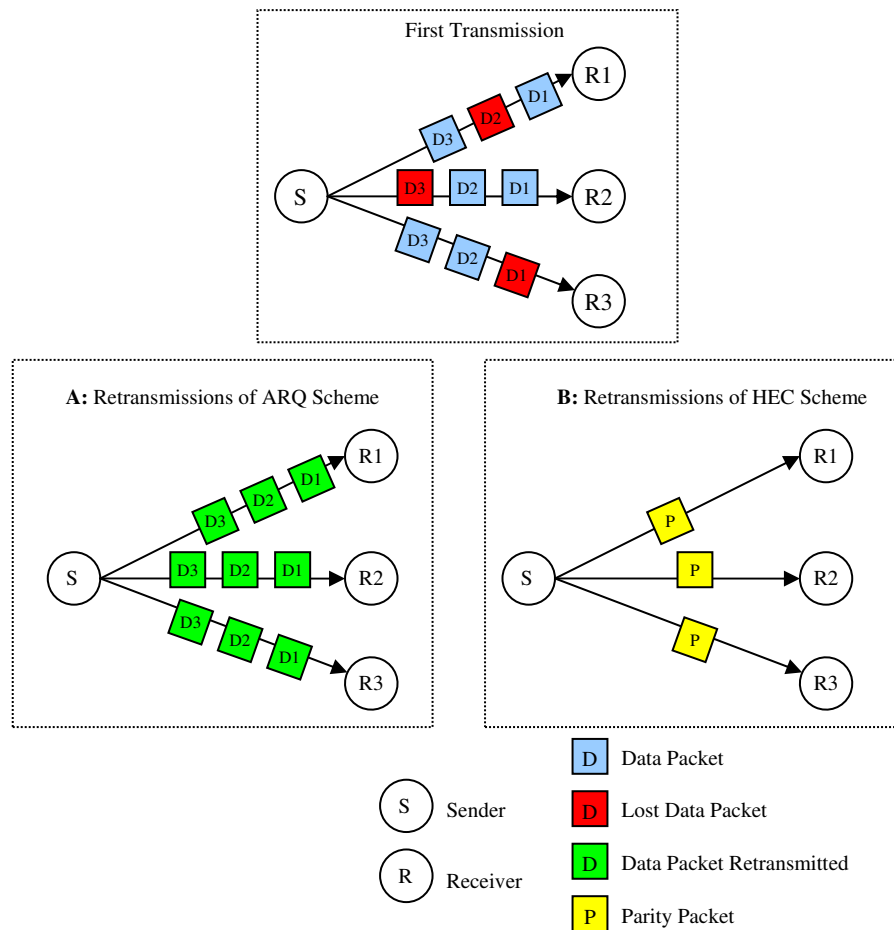 First Transmission
R1
D1
D2
D3
S
D3
D2
D1
R2
D3
D2
D1
R3
A: Retransmissions of ARQ Scheme
R1
D1
D2
D3
S
D3
D2
D1
R2
D3
D2
D1
R3
B: Retransmissions of HEC Scheme
R1
P
S
P
R2
P
R3
S Sender
R Receiver
D Data Packet
D Lost Data Packet
D Data Packet Retransmitted
P Parity Packet